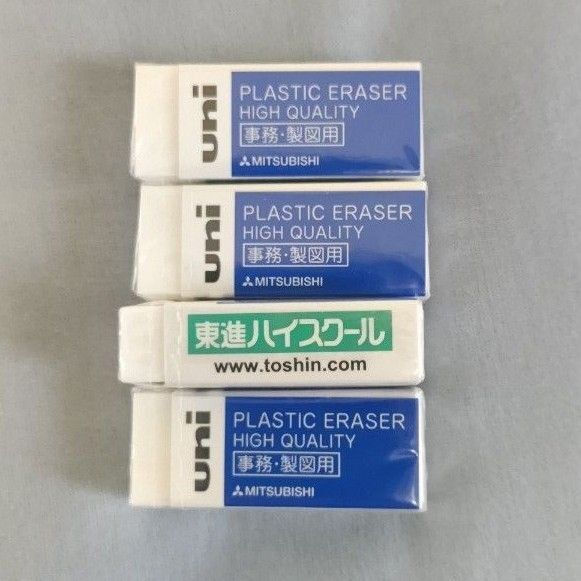 uni
PLASTIC ERASER
HIGH QUALITY
事務・製図用
MITSUBISHI
uni
PLASTIC ERASER
HIGH QUALITY
事務・製図用
MITSUBISHI
東進ハイスクール
www.toshin.com
uni
PLASTIC ERASER
HIGH QUALITY
事務・製図用
MITSUBISHI